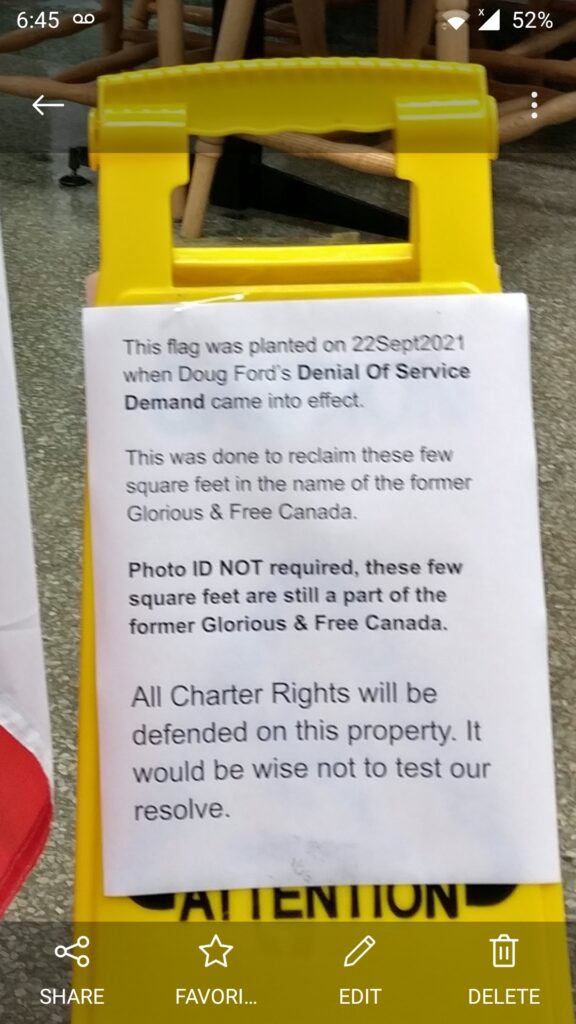 6:45
x
52%
This flag was planted on 22Sept2021
when Doug Ford's Denial Of Service
Demand came into effect.
This was done to reclaim these few
square feet in the name of the former
Glorious & Free Canada.
Photo ID NOT required, these few
square feet are still a part of the
former Glorious & Free Canada.
All Charter Rights will be
defended on this property. It
would be wise not to test our
resolve.
ATTENTION
SHARE FAVORI... EDIT DELETE